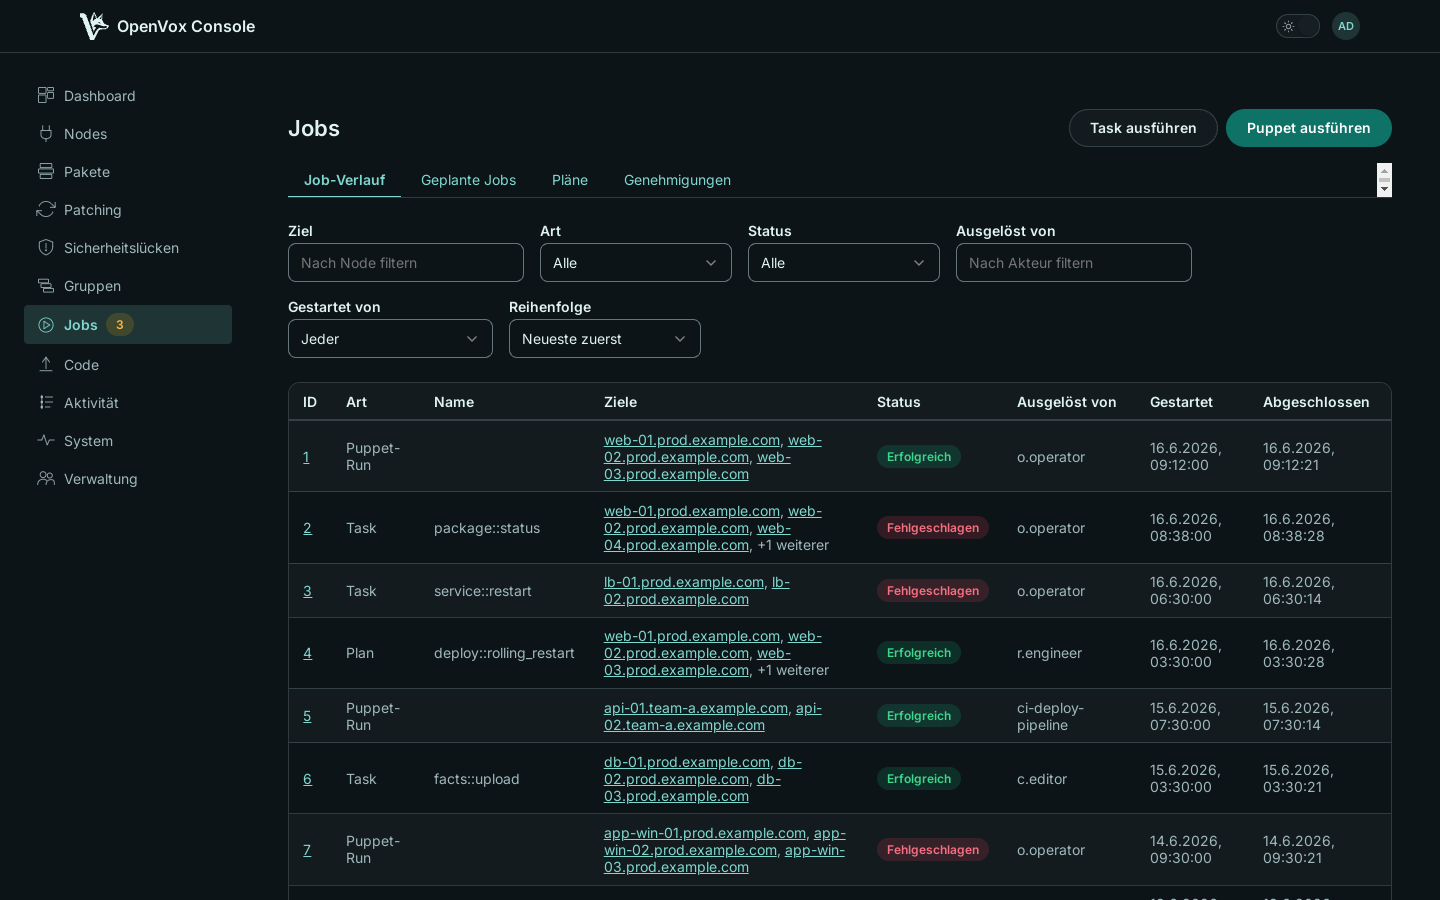 OpenVox Console
AD
Dashboard
Nodes
Pakete
Patching
Sicherheitslücken
Gruppen
Jobs 3
Code
Aktivität
System
Verwaltung
Jobs
Task ausführen
Puppet ausführen
Job-Verlauf
Geplante Jobs
Pläne
Genehmigungen
Ziel
Art
Status
Ausgelöst von
Nach Node filtern
Alle
Alle
Nach Akteur filtern
Gestartet von
Reihenfolge
Jeder
Neueste zuerst
ID Art Name Ziele Status Ausgelöst von Gestartet Abgeschlossen
1
Puppet-
Run
web-01.prod.example.com, web-
02.prod.example.com, web-
03.prod.example.com
Erfolgreich
o.operator
16.6.2026,
09:12:00
16.6.2026,
09:12:21
2
Task
package::status
web-01.prod.example.com, web-
02.prod.example.com, web-
04.prod.example.com, +1 weiterer
Fehlgeschlagen
o.operator
16.6.2026,
08:38:00
16.6.2026,
08:38:28
3
Task
service::restart
lb-01.prod.example.com, lb-
02.prod.example.com
Fehlgeschlagen
o.operator
16.6.2026,
06:30:00
16.6.2026,
06:30:14
4
Plan
deploy::rolling_restart
web-01.prod.example.com, web-
02.prod.example.com, web-
03.prod.example.com, +1 weiterer
Erfolgreich
r.engineer
16.6.2026,
03:30:00
16.6.2026,
03:30:28
5
Puppet-
Run
api-01.team-a.example.com, api-
02.team-a.example.com
Erfolgreich
ci-deploy-
pipeline
15.6.2026,
07:30:00
15.6.2026,
07:30:14
6
Task
facts::upload
db-01.prod.example.com, db-
02.prod.example.com, db-
03.prod.example.com
Erfolgreich
c.editor
15.6.2026,
03:30:00
15.6.2026,
03:30:21
7
Puppet-
Run
app-win-01.prod.example.com, app-
win-02.prod.example.com, app-win-
03.prod.example.com
Fehlgeschlagen
o.operator
14.6.2026,
09:30:00
14.6.2026,
09:30:21